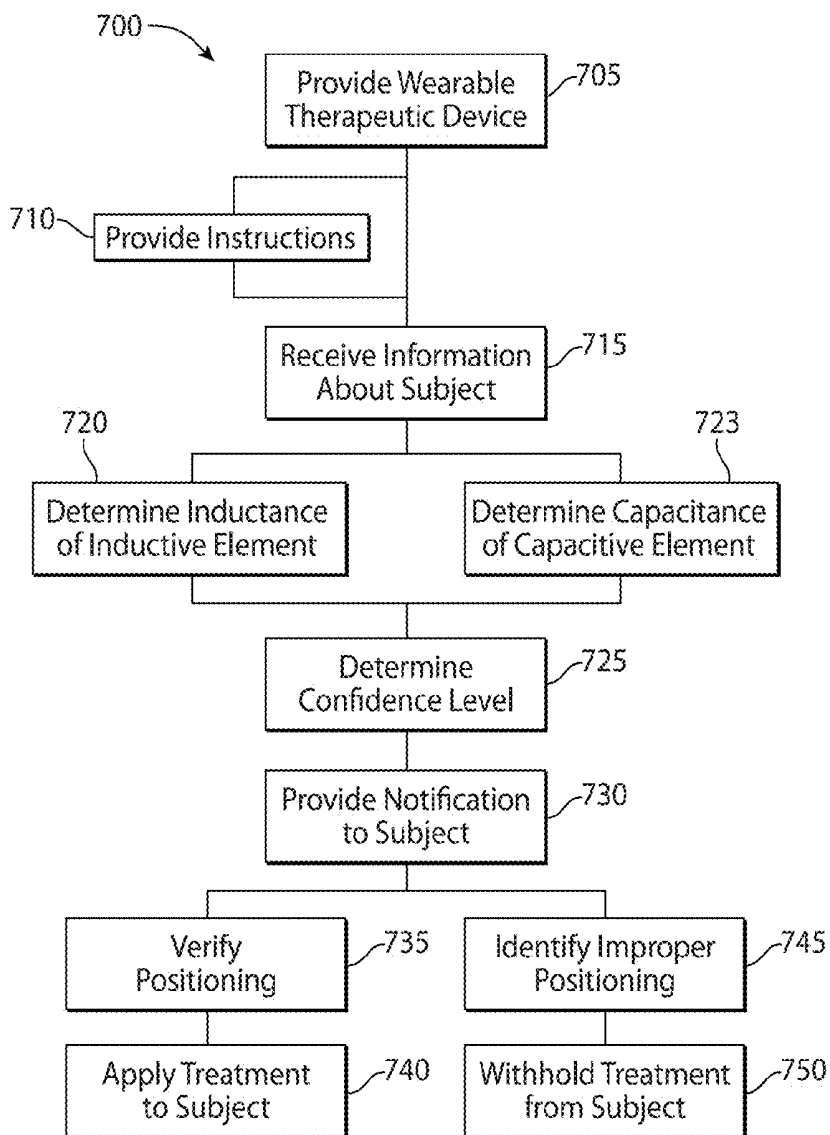 700
Provide Wearable
Therapeutic Device
705
710
Provide Instructions
Receive Information
About Subject
715
720
Determine Inductance
of Inductive Element
723
Determine Capacitance
of Capacitive Element
Determine
Confidence Level
725
Provide Notification
to Subject
730
Verify
Positioning
735
Identify Improper
Positioning
745
Apply Treatment
to Subject
740
Withhold Treatment
from Subject
750